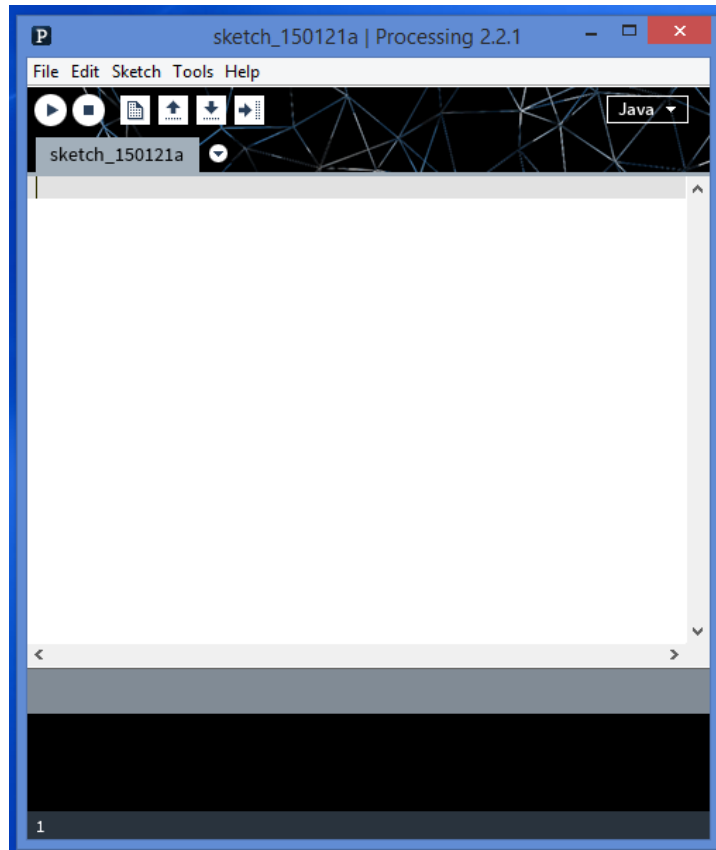 P sketch_150121a | Processing 2.2.1
File Edit Sketch Tools Help
Java
sketch_150121a
1